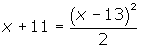 x + 11 = (x − 13)² / 2